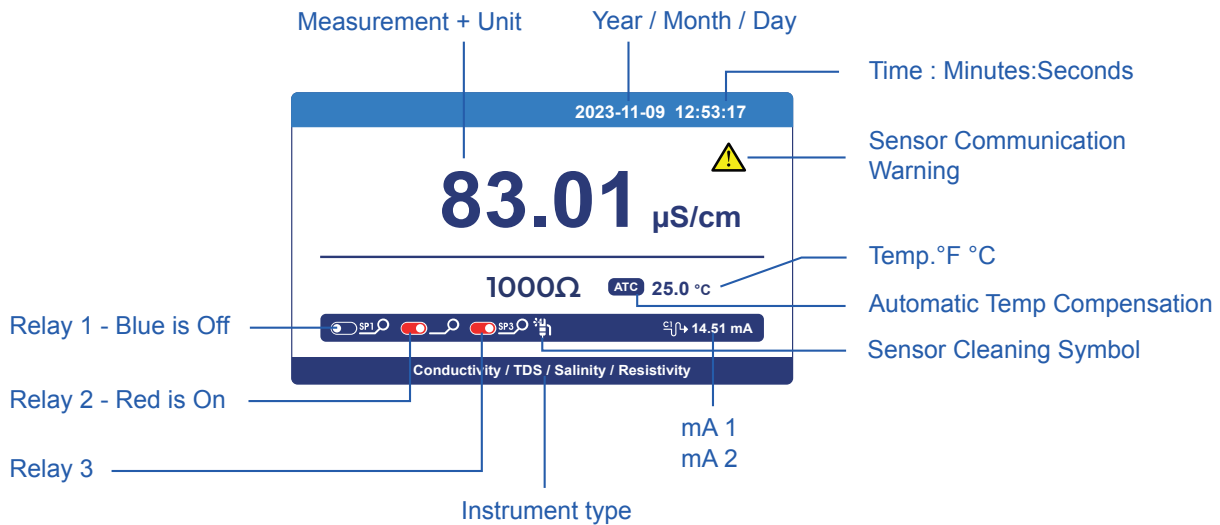 Measurement + Unit
Year / Month / Day
Time : Minutes:Seconds
2023-11-09 12:53:17
Sensor Communication
Warning
83.01 µS/cm
Temp.°F °C
1000Ω ATC 25.0 °C
Automatic Temp Compensation
Relay 1 - Blue is Off
SP1 SP3 C1 14.51 mA
Sensor Cleaning Symbol
Conductivity / TDS / Salinity / Resistivity
Relay 2 - Red is On
mA 1
mA 2
Relay 3
Instrument type